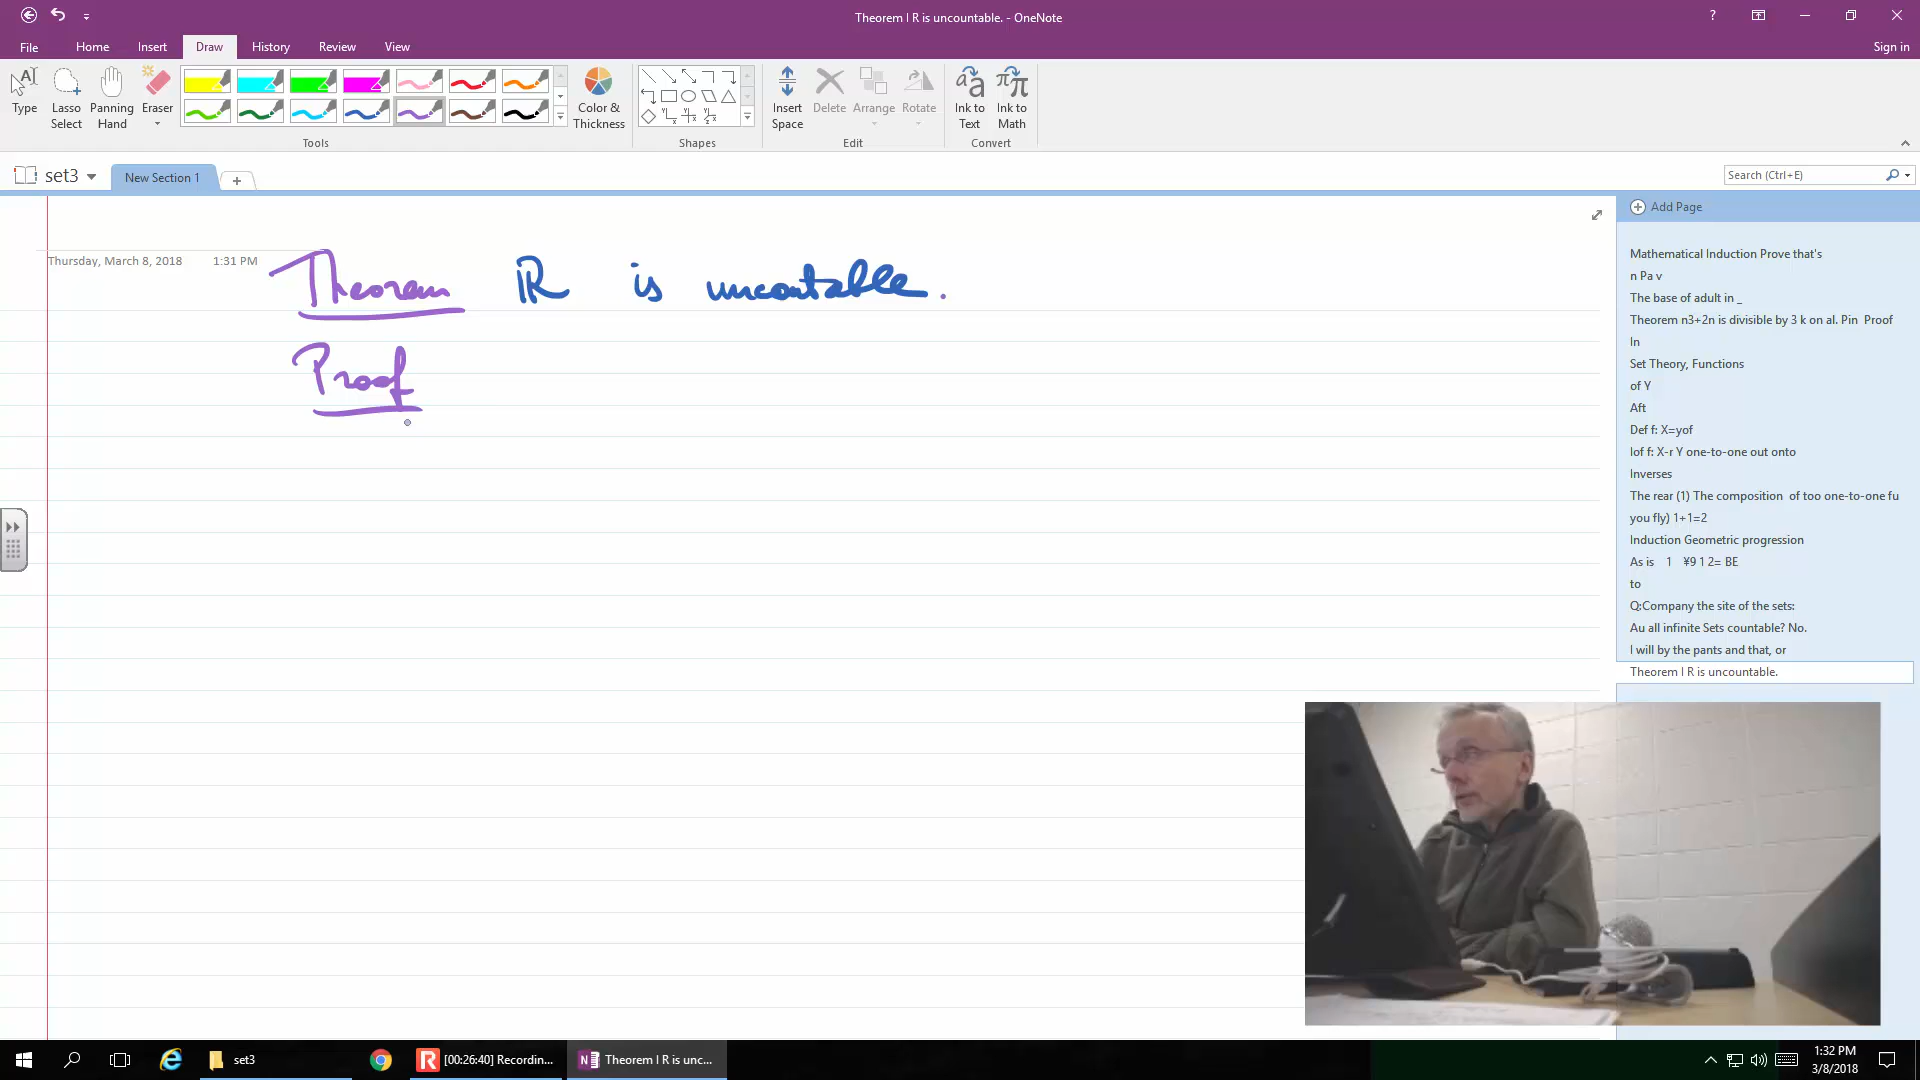 Theorem I R is uncountable. - OneNote
File Home Insert Draw History Review View Sign in
Type Lasso Select Panning Hand Eraser Color & Thickness Insert Space Delete Arrange Rotate Ink to Text Ink to Math
Tools Shapes Edit Convert
set3 New Section 1 Search (Ctrl+E)
Add Page
Thursday, March 8, 2018 1:31 PM
Theorem ℝ is uncoutable.
Proof
Mathematical Induction Prove that's
n Pa v
The base of adult in _
Theorem n3+2n is divisible by 3 k on al. Pin Proof
In
Set Theory, Functions
of Y
Aft
Def f: X=yof
Iof f: X-r Y one-to-one out onto
Inverses
The rear (1) The composition of too one-to-one fu
you fly) 1+1=2
Induction Geometric progression
As is 1 ¥9 1 2= BE
to
Q:Company the site of the sets:
Au all infinite Sets countable? No.
I will by the pants and that, or
Theorem I R is uncountable.
set3 [00:26:40] Recordin... Theorem I R is unc... 1:32 PM
3/8/2018